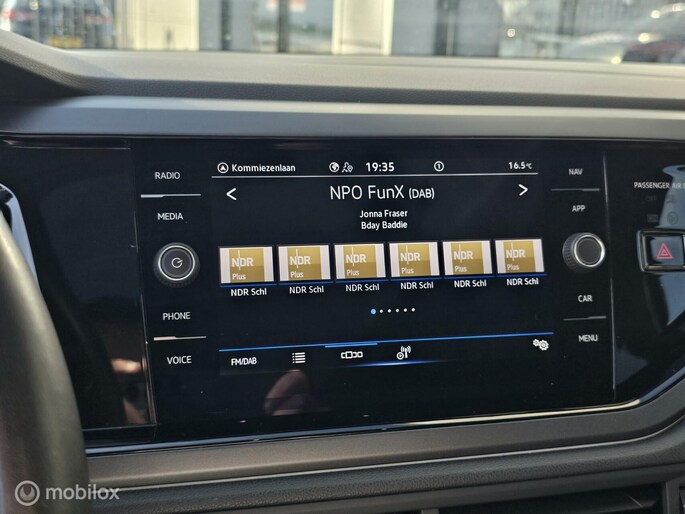 RADIO
MEDIA
PHONE
VOICE
Kommiezenlaan
19:35
1
16.5°C
< NPO FunX (DAB) >
Jonna Fraser
Bday Baddie
NDR Plus NDR Plus NDR Plus NDR Plus NDR Plus NDR Plus
NDR Schl NDR Schl NDR Schl NDR Schl NDR Schl NDR Schl
FM/DAB
NAV
APP
CAR
MENU
PASSENGER AIR
mobilox